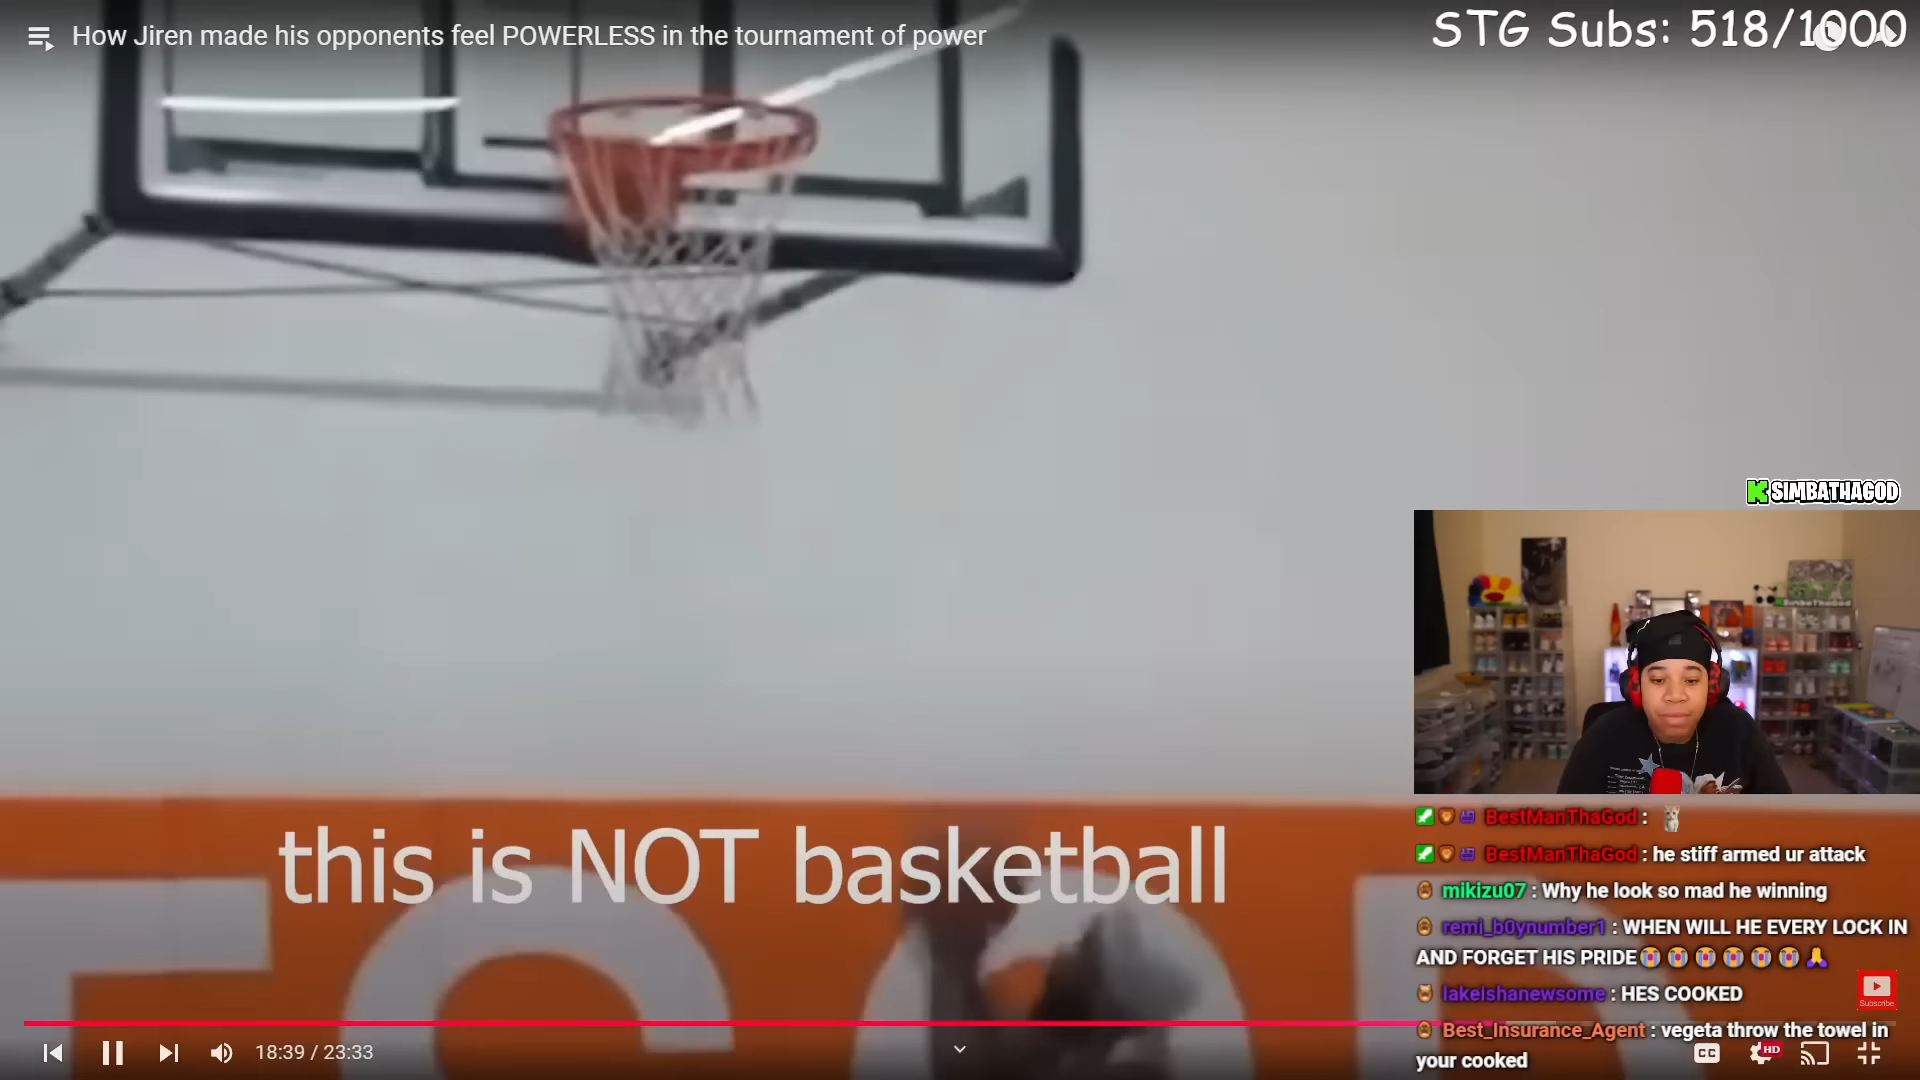 How Jiren made his opponents feel POWERLESS in the tournament of power
STG Subs: 518/1000
SIMBATHAGOD
this is NOT basketball
BestManThaGod :
BestManThaGod : he stiff armed ur attack
mikizu07 : Why he look so mad he winning
remi_b0ynumber1 : WHEN WILL HE EVERY LOCK IN
AND FORGET HIS PRIDE😭😭😭😭😭😭🙏
lakeishanewsome : HES COOKED
Subscribe
Best_Insurance_Agent : vegeta throw the towel in
your cooked
18:39 / 23:33
CC
HD